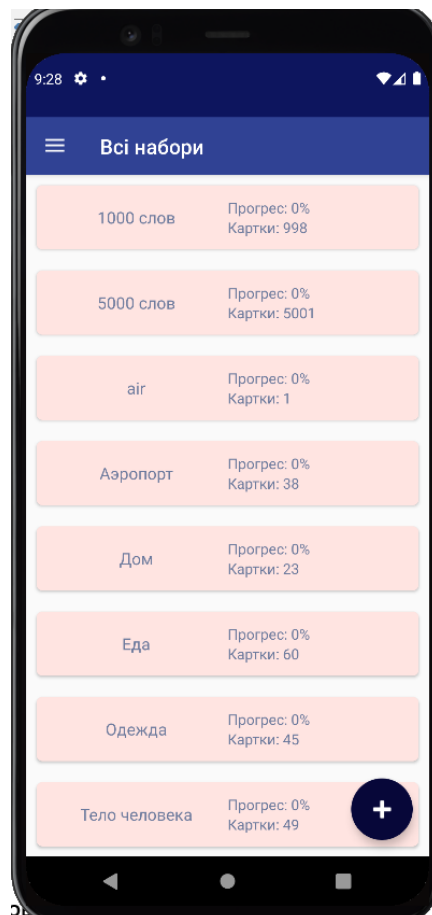 9:28
Всі набори
1000 слов
Прогрес: 0%
Картки: 998
5000 слов
Прогрес: 0%
Картки: 5001
air
Прогрес: 0%
Картки: 1
Аэропорт
Прогрес: 0%
Картки: 38
Дом
Прогрес: 0%
Картки: 23
Еда
Прогрес: 0%
Картки: 60
Одежда
Прогрес: 0%
Картки: 45
Тело человека
Прогрес: 0%
Картки: 49
+